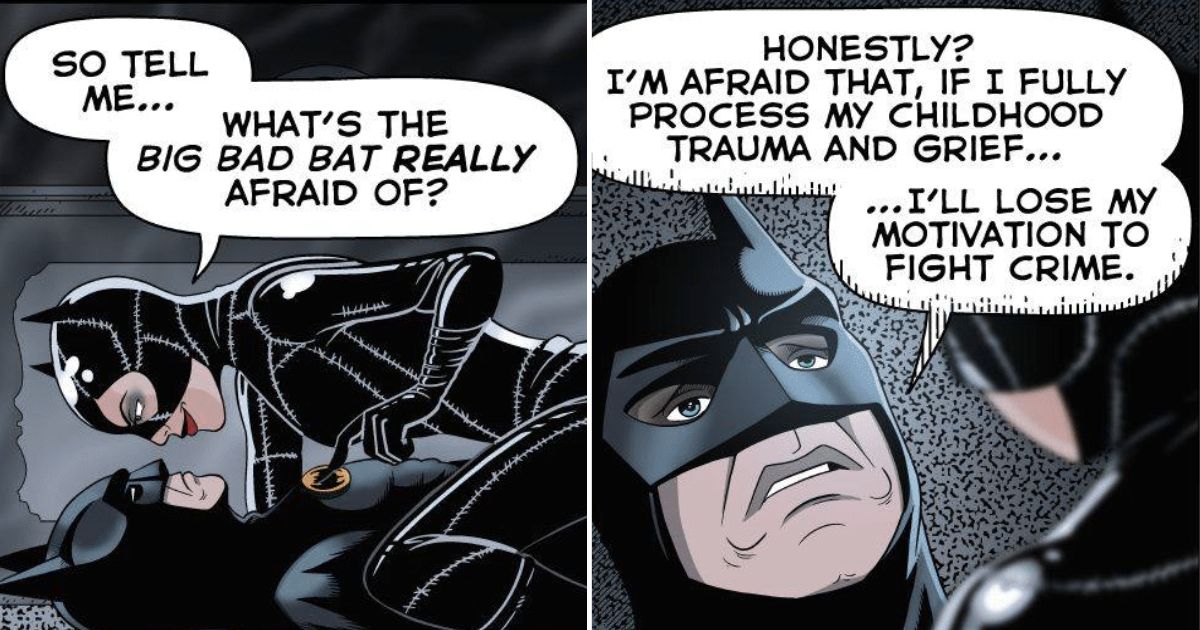 SO TELL
ME...
WHAT'S THE
BIG BAD BAT REALLY
AFRAID OF?
HONESTLY?
I'M AFRAID THAT, IF I FULLY
PROCESS MY CHILDHOOD
TRAUMA AND GRIEF...
...I'LL LOSE MY
MOTIVATION TO
FIGHT CRIME.